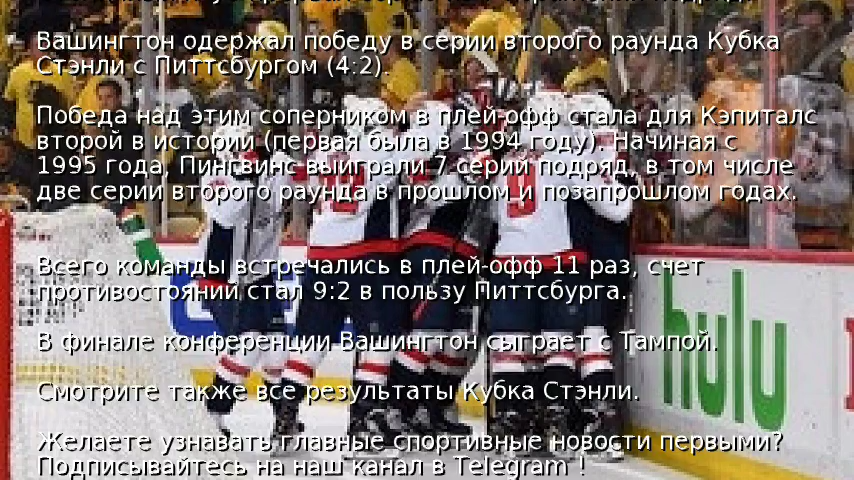 Вашингтон одержал победу в серии второго раунда Кубка
Стэнли с Питтсбургом (4:2).
Победа над этим соперником в плей-офф стала для Кэпиталс
второй в истории (первая была в 1994 году). Начиная с
1995 года, Пингвинс выиграли 7 серий подряд, в том числе
две серии второго раунда в прошлом и позапрошлом годах.
Всего команды встречались в плей-офф 11 раз, счет
противостояний стал 9:2 в пользу Питтсбурга.
В финале конференции Вашингтон сыграет с Тампой.
hulu
Смотрите также все результаты Кубка Стэнли.
Желаете узнавать главные спортивные новости первыми?
Подписывайтесь на наш канал в Telegram !